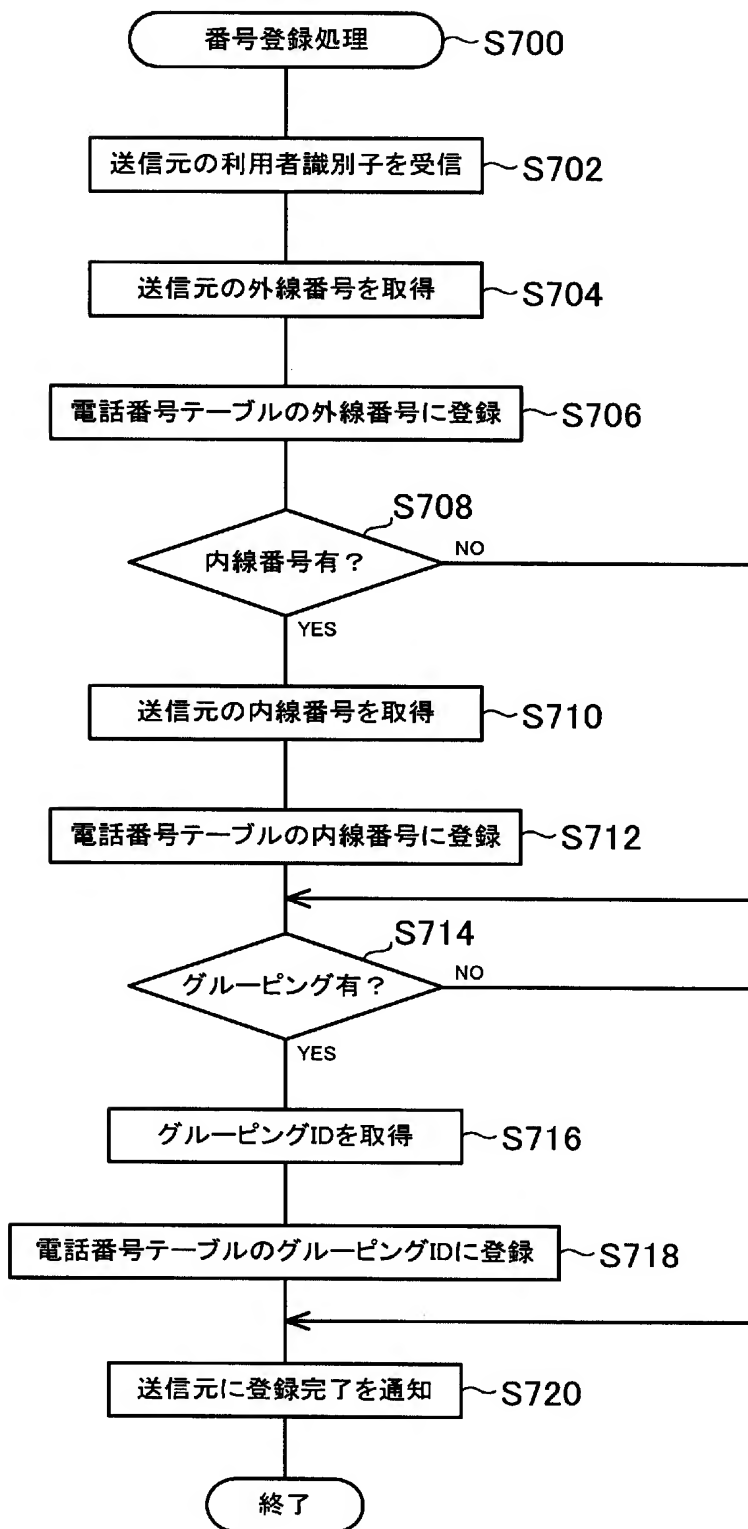 番号登録処理 S700
送信元の利用者識別子を受信 S702
送信元の外線番号を取得 S704
電話番号テーブルの外線番号に登録 S706
S708
内線番号有？ NO
YES
送信元の内線番号を取得 S710
電話番号テーブルの内線番号に登録 S712
S714
グルーピング有？ NO
YES
グルーピングIDを取得 S716
電話番号テーブルのグルーピングIDに登録 S718
送信元に登録完了を通知 S720
終了